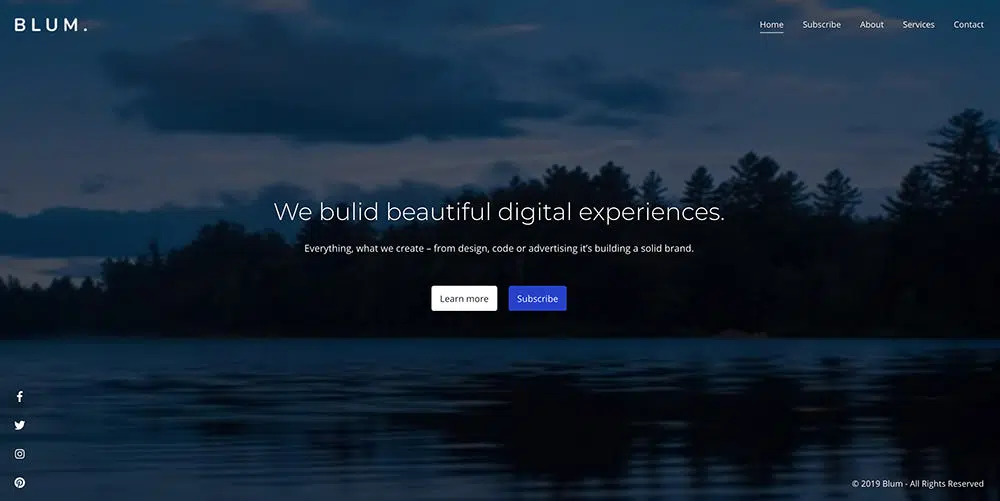 BLUM.
Home Subscribe About Services Contact
We bulid beautiful digital experiences.
Everything, what we create – from design, code or advertising it's building a solid brand.
Learn more Subscribe
© 2019 Blum - All Rights Reserved